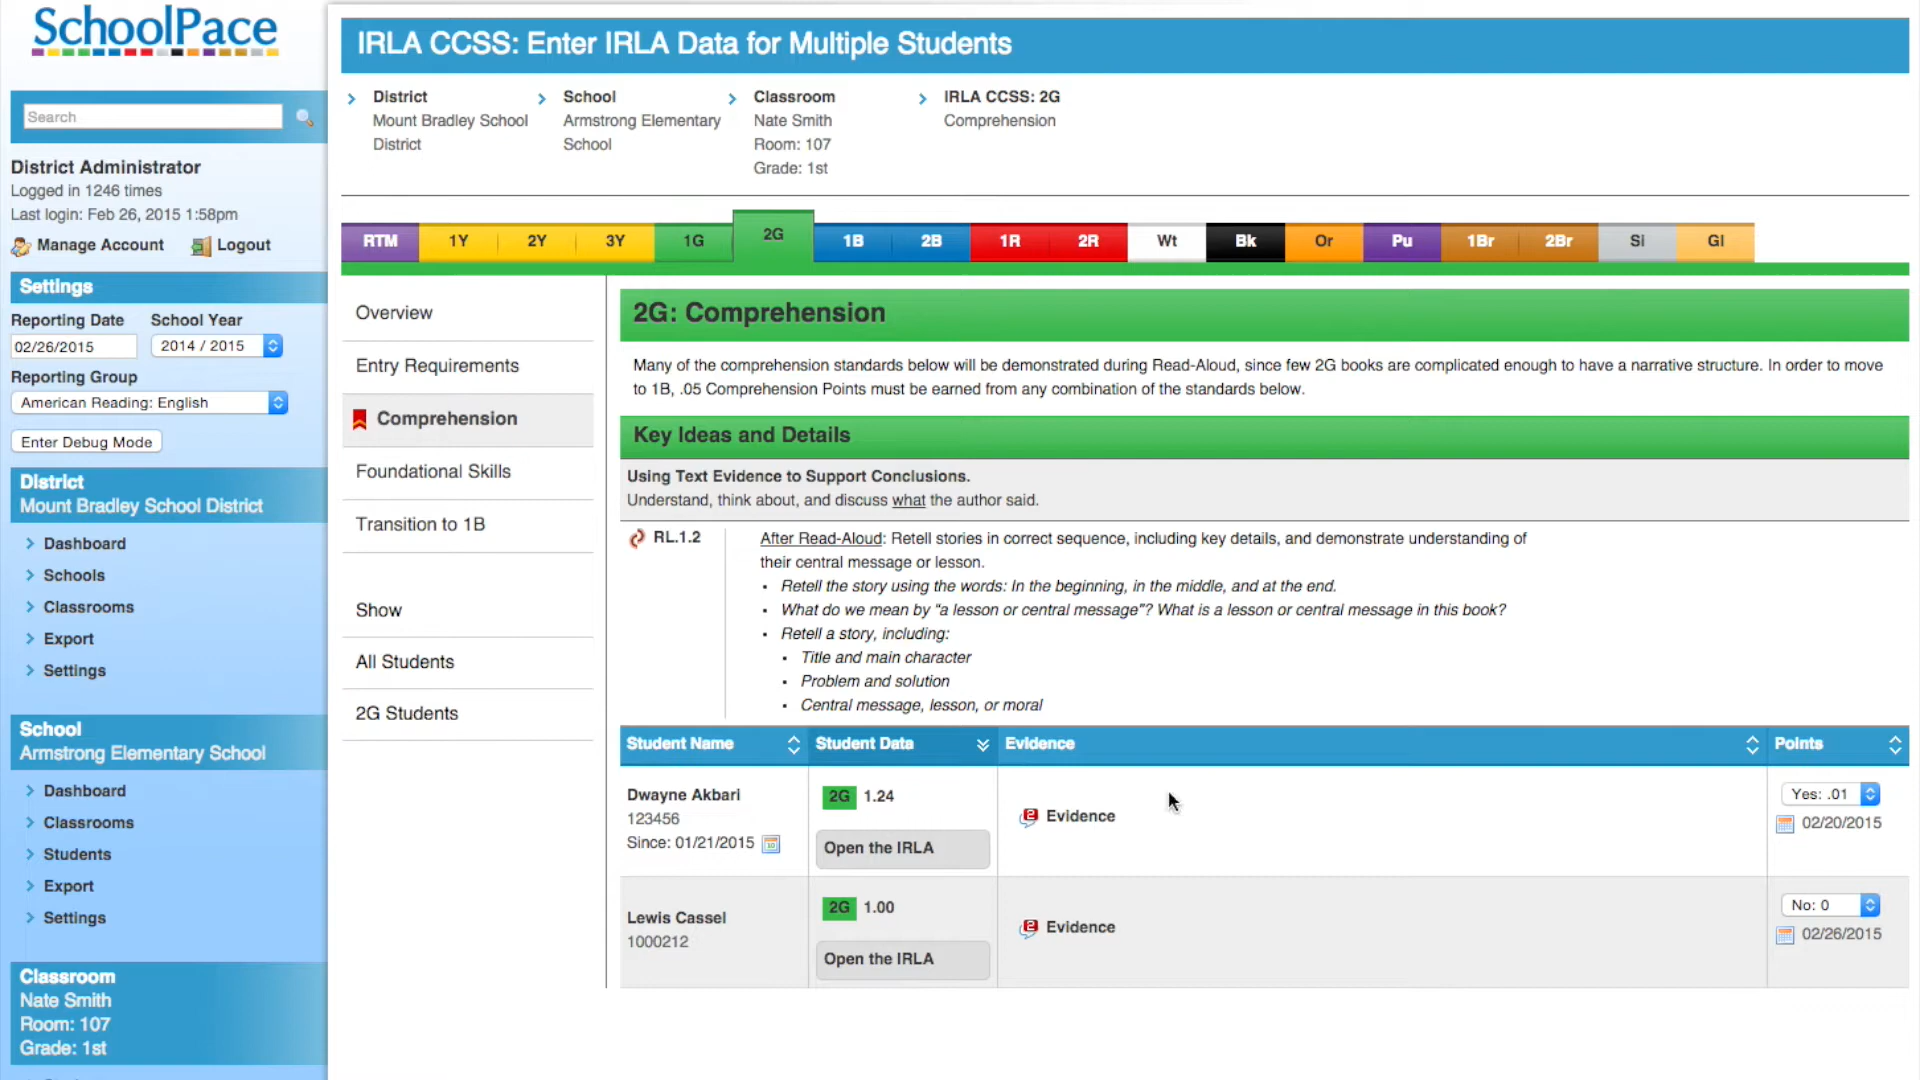 SchoolPace
Search
District Administrator
Logged in 1246 times
Last login: Feb 26, 2015 1:58pm
Manage Account Logout
Settings
Reporting Date School Year
02/26/2015 2014 / 2015
Reporting Group
American Reading: English
Enter Debug Mode
District
Mount Bradley School District
Dashboard
Schools
Classrooms
Export
Settings
School
Armstrong Elementary School
Dashboard
Classrooms
Students
Export
Settings
Classroom
Nate Smith
Room: 107
Grade: 1st
IRLA CCSS: Enter IRLA Data for Multiple Students
District School Classroom IRLA CCSS: 2G
Mount Bradley School Armstrong Elementary Nate Smith Comprehension
District School Room: 107
Grade: 1st
RTM 1Y 2Y 3Y 1G 2G 1B 2B 1R 2R Wt Bk Or Pu 1Br 2Br Si Gl
Overview
Entry Requirements
Comprehension
Foundational Skills
Transition to 1B
Show
All Students
2G Students
2G: Comprehension
Many of the comprehension standards below will be demonstrated during Read-Aloud, since few 2G books are complicated enough to have a narrative structure. In order to move
to 1B, .05 Comprehension Points must be earned from any combination of the standards below.
Key Ideas and Details
Using Text Evidence to Support Conclusions.
Understand, think about, and discuss what the author said.
RL.1.2 After Read-Aloud: Retell stories in correct sequence, including key details, and demonstrate understanding of
their central message or lesson.
▪ Retell the story using the words: In the beginning, in the middle, and at the end.
▪ What do we mean by "a lesson or central message"? What is a lesson or central message in this book?
▪ Retell a story, including:
▪ Title and main character
▪ Problem and solution
▪ Central message, lesson, or moral
Student Name Student Data Evidence Points
Dwayne Akbari 2G 1.24 Yes: .01
123456 Evidence 02/20/2015
Since: 01/21/2015 Open the IRLA
Lewis Cassel 2G 1.00 No: 0
1000212 Evidence 02/26/2015
Open the IRLA